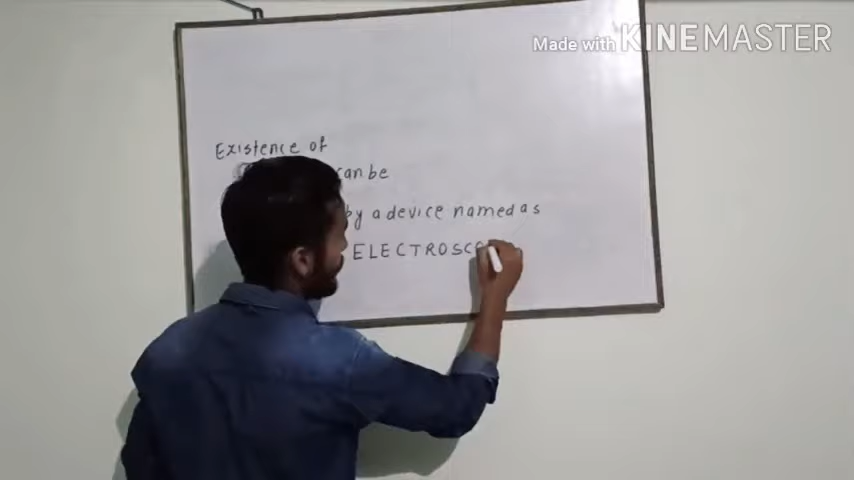 Made with KINEMASTER
Existence of
can be
by a device named as
ELECTROSC